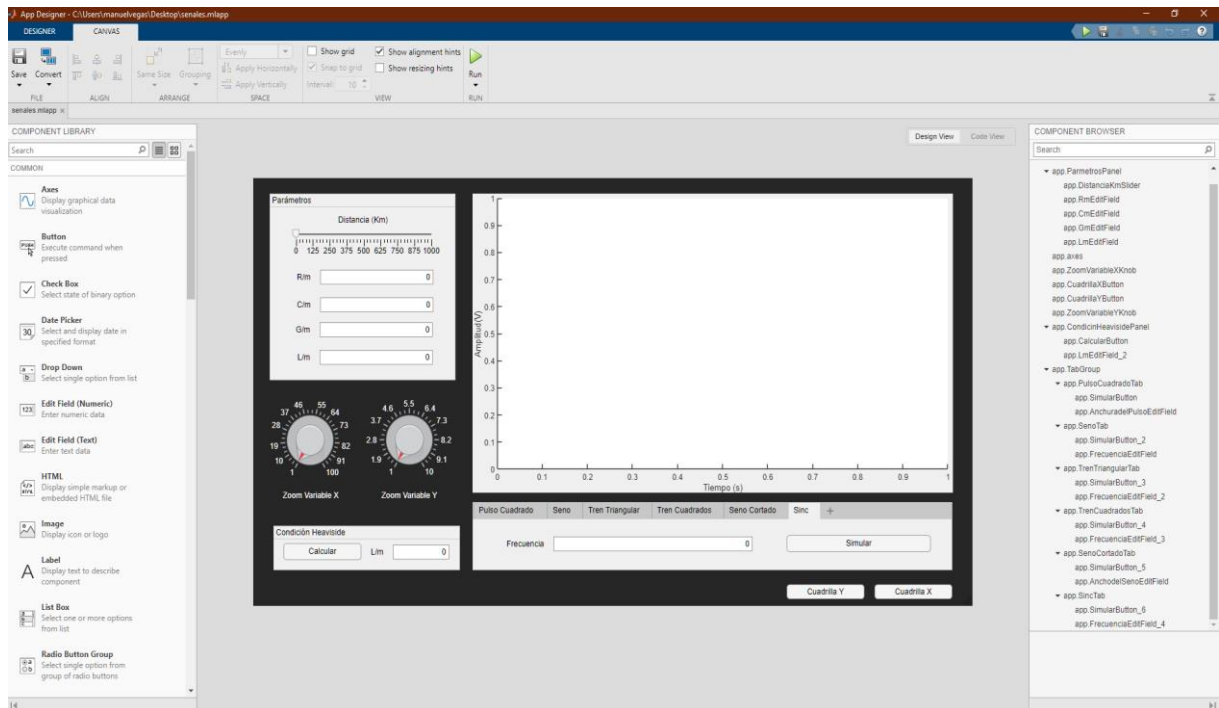 App Designer - C:\Users\manuelvegas\Desktop\senales.mlapp
DESIGNER CANVAS
Save Convert Same Size Grouping
Evenly
Apply Horizontally
Apply Vertically
Show grid Show alignment hints
Snap to grid Show resizing hints
Interval: 10
Run
FILE ALIGN ARRANGE SPACE VIEW RUN
senales.mlapp
COMPONENT LIBRARY
Search
COMMON
Axes
Display graphical data
visualization
PUSH
Button
Execute command when
pressed
Check Box
Select state of binary option
30
Date Picker
Select and display date in
specified format
Drop Down
Select single option from list
123
Edit Field (Numeric)
Enter numeric data
abc
Edit Field (Text)
Enter text data
HTML
Display simple markup or
embedded HTML file
Image
Display icon or logo
Label
Display text to describe
component
List Box
Select one or more options
from list
Radio Button Group
Select single option from
group of radio buttons
Design View Code View
Parámetros
Distancia (Km)
0 125 250 375 500 625 750 875 1000
R/m 0
C/m 0
G/m 0
L/m 0
1 10 19 28 37 46 55 64 73 82 91 100
Zoom Variable X
1 1.9 2.8 3.7 4.6 5.5 6.4 7.3 8.2 9.1 10
Zoom Variable Y
Condición Heaviside
Calcular L/m 0
1
0.9
0.8
0.7
0.6
0.5
0.4
0.3
0.2
0.1
0
Amplitud(V)
0 0.1 0.2 0.3 0.4 0.5 0.6 0.7 0.8 0.9 1
Tiempo (s)
Pulso Cuadrado Seno Tren Triangular Tren Cuadrados Seno Cortado Sinc +
Frecuencia 0 Simular
Cuadrilla Y Cuadrilla X
COMPONENT BROWSER
Search
app.ParmetrosPanel
app.DistanciaKmSlider
app.RmEditField
app.CmEditField
app.GmEditField
app.LmEditField
app.axes
app.ZoomVariableXKnob
app.CuadrillaXButton
app.CuadrillaYButton
app.ZoomVariableYKnob
app.CondicinHeavisidePanel
app.CalcularButton
app.LmEditField_2
app.TabGroup
app.PulsoCuadradoTab
app.SimularButton
app.AnchuradelPulsoEditField
app.SenoTab
app.SimularButton_2
app.FrecuenciaEditField
app.TrenTriangularTab
app.SimularButton_3
app.FrecuenciaEditField_2
app.TrenCuadradosTab
app.SimularButton_4
app.FrecuenciaEditField_3
app.SenoCortadoTab
app.SimularButton_5
app.AnchodelSenoEditField
app.SincTab
app.SimularButton_6
app.FrecuenciaEditField_4